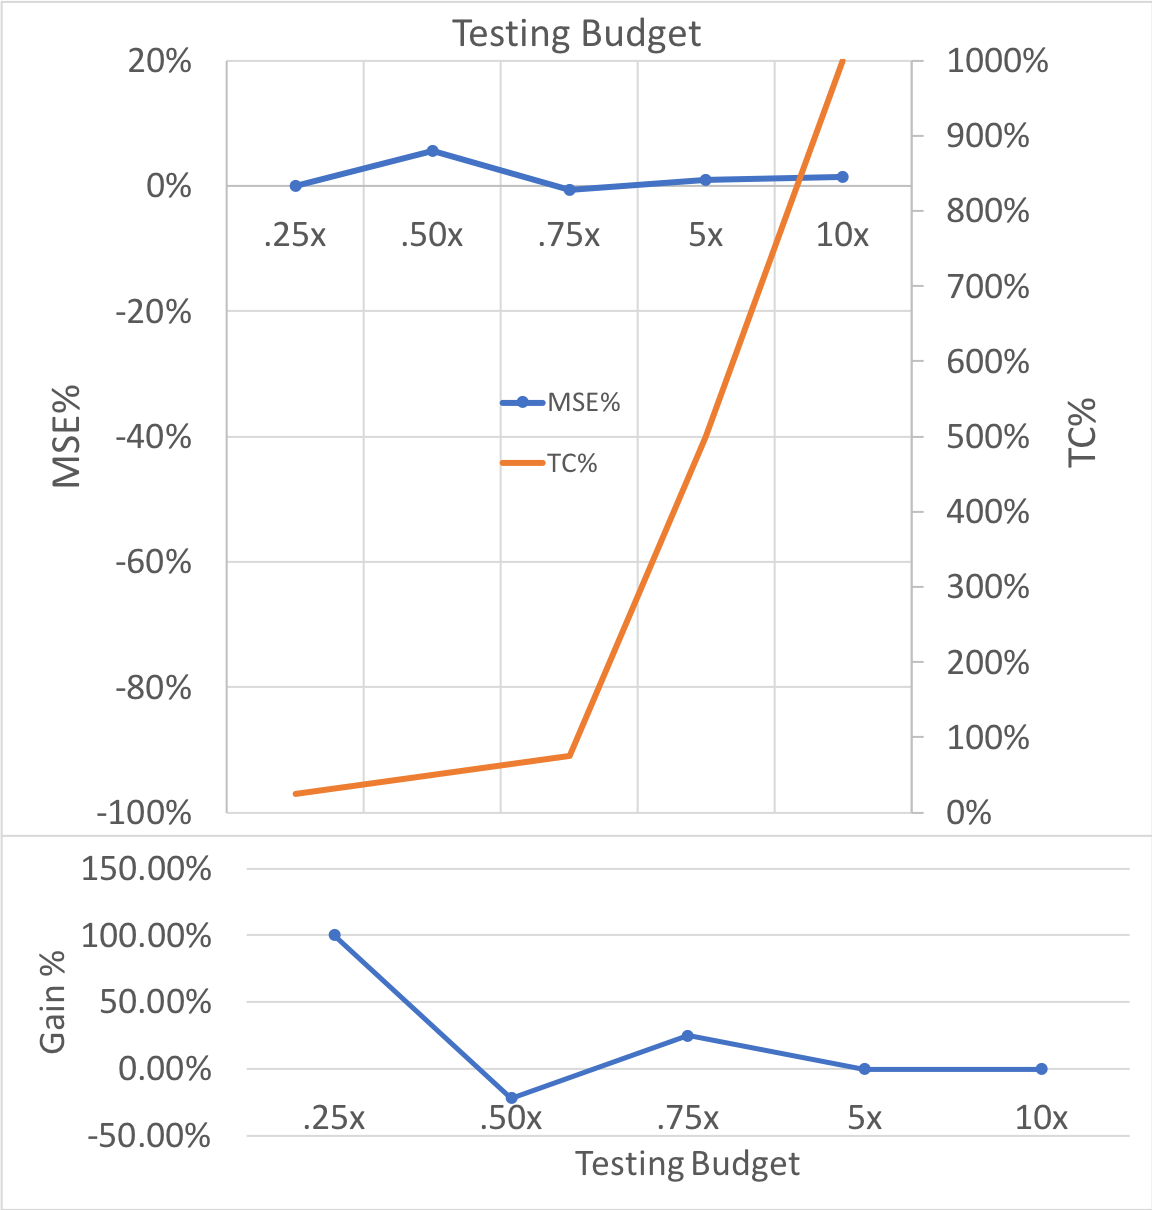 Testing Budget
20%
0%
-20%
-40%
-60%
-80%
-100%
MSE%
.25x
.50x
.75x
5x
10x
MSE%
TC%
1000%
900%
800%
700%
600%
500%
400%
300%
200%
100%
0%
TC%
150.00%
100.00%
50.00%
0.00%
-50.00%
Gain %
.25x
.50x
.75x
5x
10x
Testing Budget